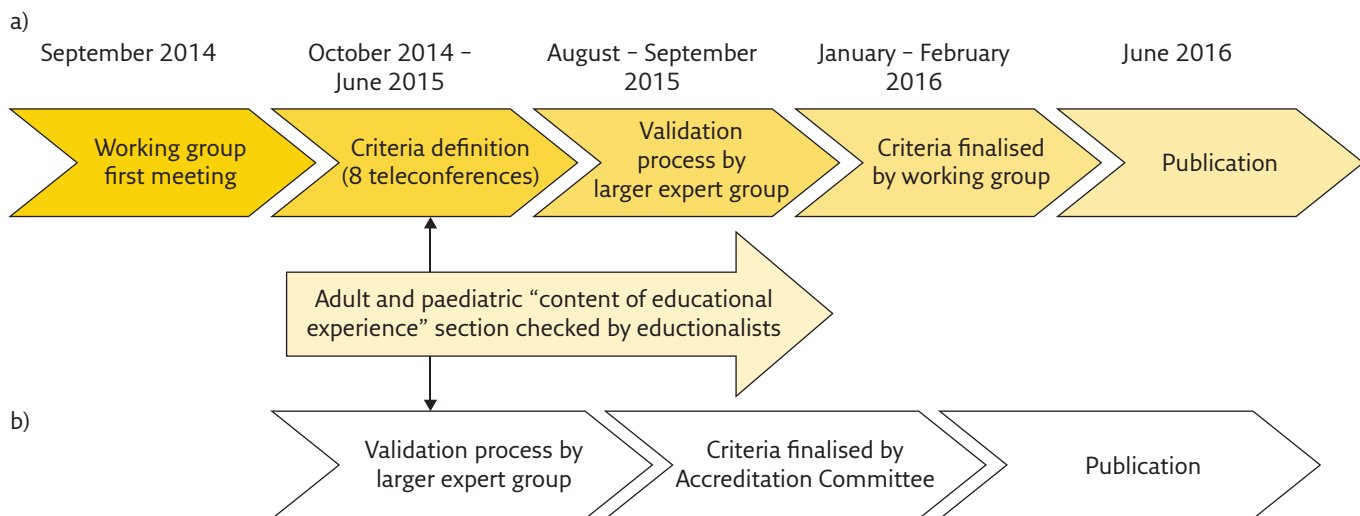 a)
September 2014
October 2014 –
June 2015
August – September
2015
January – February
2016
June 2016
Working group
first meeting
Criteria definition
(8 teleconferences)
Validation
process by
larger expert group
Criteria finalised
by working group
Publication
Adult and paediatric “content of educational
experience” section checked by eductionalists
b)
Validation process by
larger expert group
Criteria finalised by
Accreditation Committee
Publication